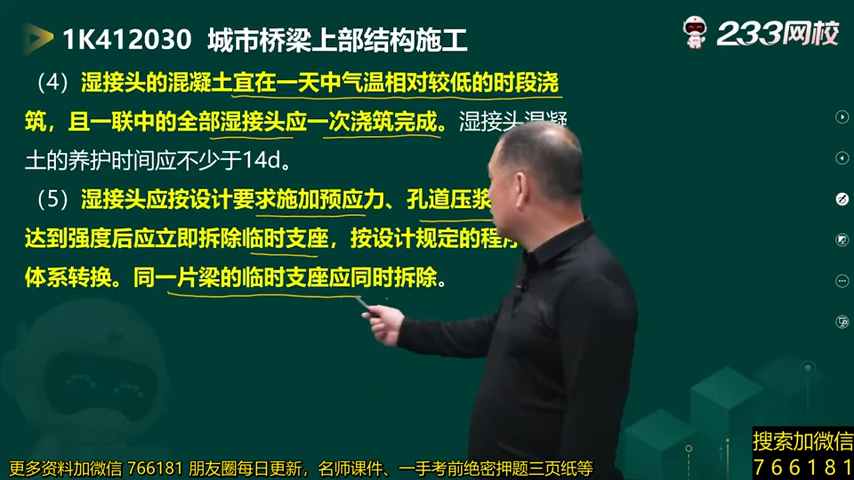 1K412030 城市桥梁上部结构施工
233网校
（4）湿接头的混凝土宜在一天中气温相对较低的时段浇
筑，且一联中的全部湿接头应一次浇筑完成。湿接头混凝
土的养护时间应不少于14d。
（5）湿接头应按设计要求施加预应力、孔道压浆
达到强度后应立即拆除临时支座，按设计规定的程序
体系转换。同一片梁的临时支座应同时拆除。
搜索加微信
766181
更多资料加微信 766181 朋友圈每日更新，名师课件、一手考前绝密押题三页纸等